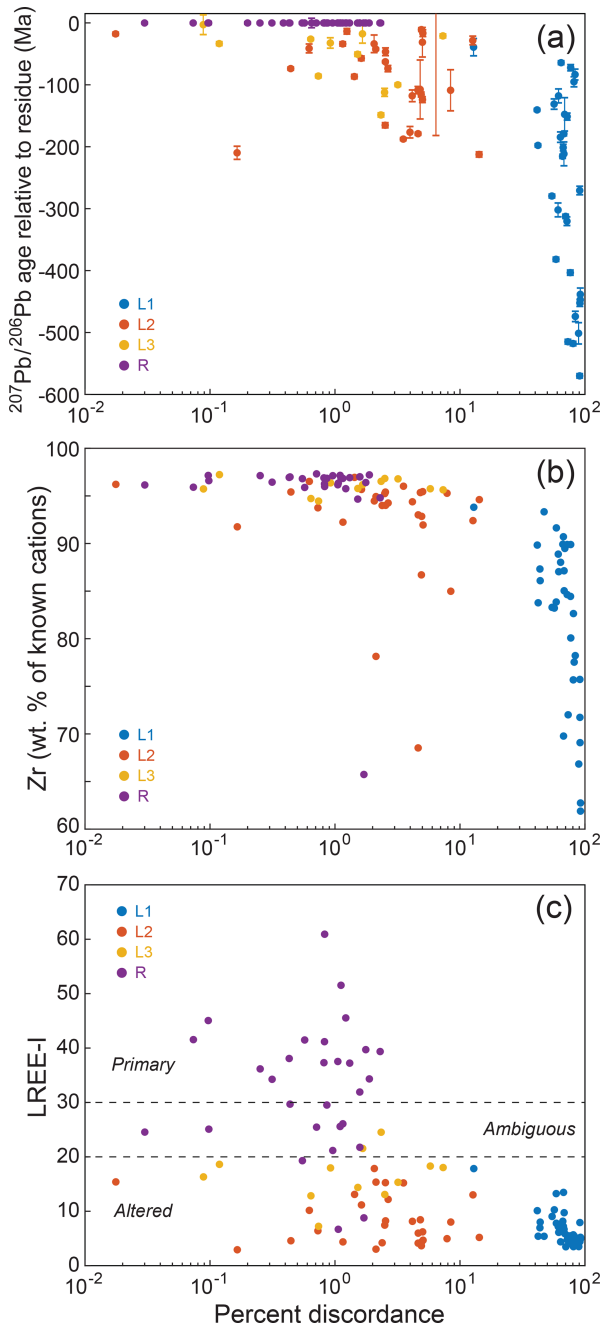 (a)
²⁰⁷Pb/²⁰⁶Pb age relative to residue (Ma)
0
-100
-200
-300
-400
-500
-600
L1
L2
L3
R
10⁻² 10⁻¹ 10⁰ 10¹ 10²
(b)
Zr (wt. % of known cations)
100
90
80
70
60
L1
L2
L3
R
10⁻² 10⁻¹ 10⁰ 10¹ 10²
(c)
LREE-I
70
60
50
40
30
20
10
0
L1
L2
L3
R
Primary
Ambiguous
Altered
10⁻² 10⁻¹ 10⁰ 10¹ 10²
Percent discordance